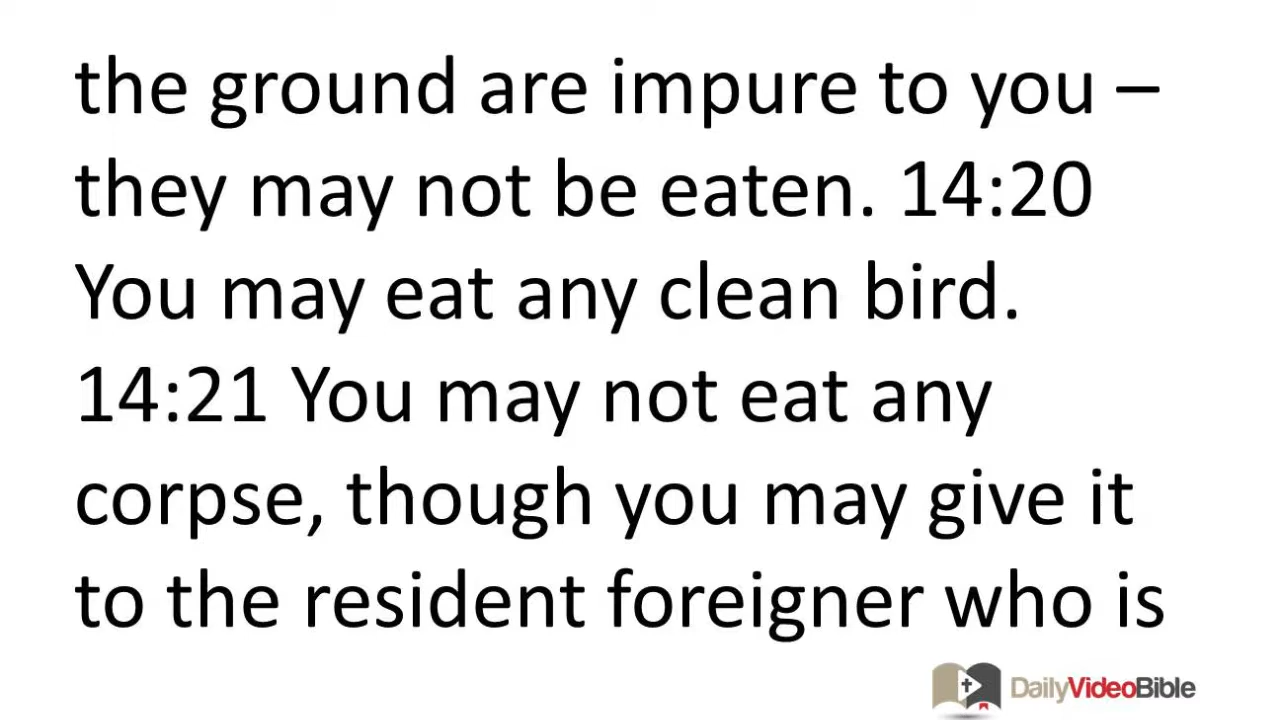 the ground are impure to you –
they may not be eaten. 14:20
You may eat any clean bird.
14:21 You may not eat any
corpse, though you may give it
to the resident foreigner who is
DailyVideoBible